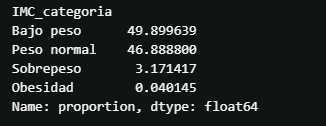 IMC_categoria
Bajo peso      49.899639
Peso normal    46.888800
Sobrepeso       3.171417
Obesidad        0.040145
Name: proportion, dtype: float64